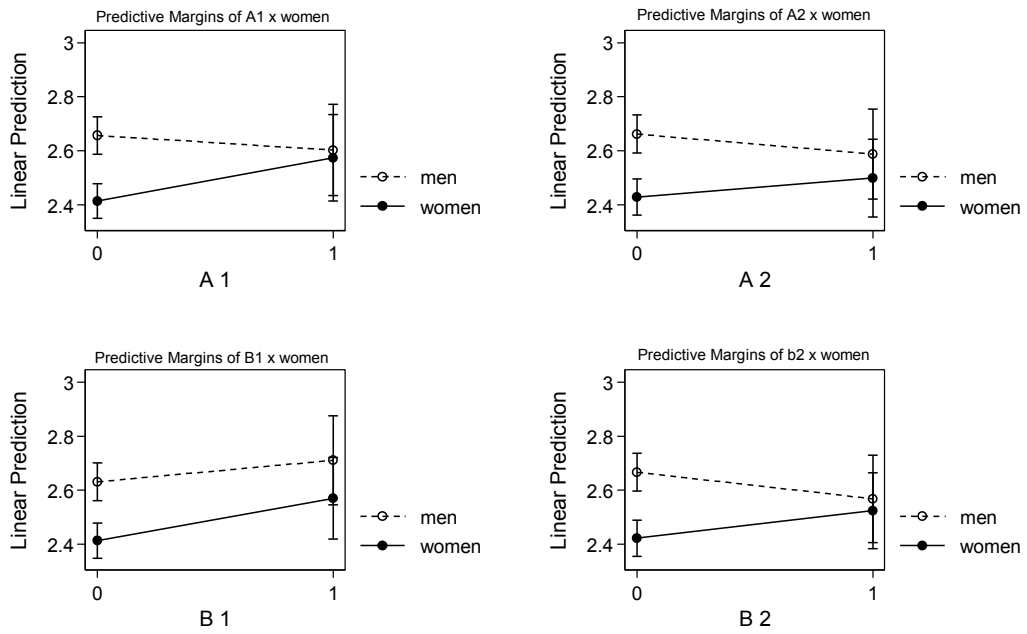 Predictive Margins of A1 x women
3
2.8
2.6
2.4
Linear Prediction
0 1
A 1
men
women
Predictive Margins of A2 x women
3
2.8
2.6
2.4
Linear Prediction
0 1
A 2
men
women
Predictive Margins of B1 x women
3
2.8
2.6
2.4
Linear Prediction
0 1
B 1
men
women
Predictive Margins of b2 x women
3
2.8
2.6
2.4
Linear Prediction
0 1
B 2
men
women